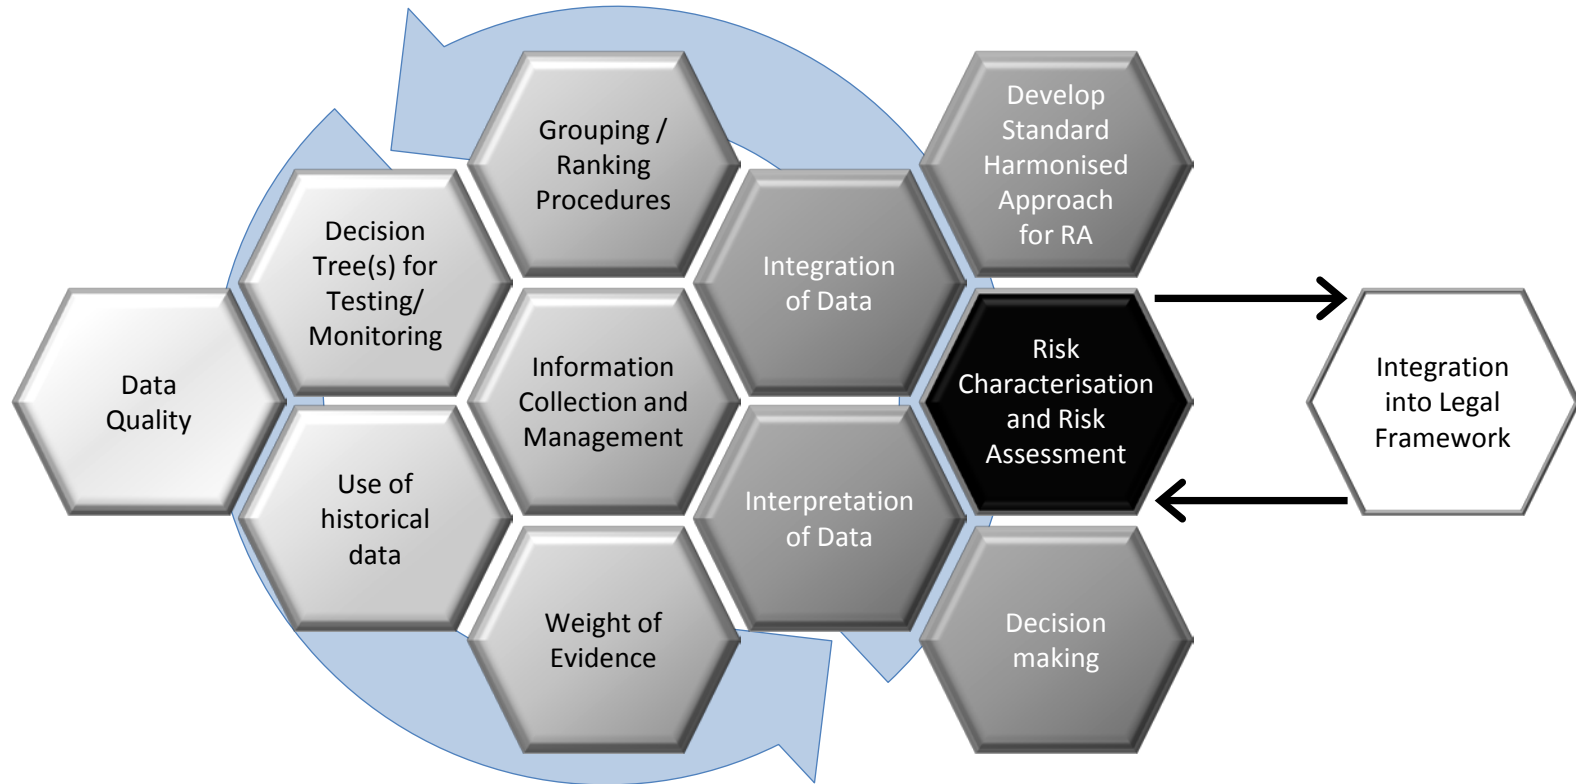 Data
Quality
Decision
Tree(s) for
Testing/
Monitoring
Use of
historical
data
Grouping /
Ranking
Procedures
Information
Collection and
Management
Weight of
Evidence
Integration
of Data
Interpretation
of Data
Develop
Standard
Harmonised
Approach
for RA
Risk
Characterisation
and Risk
Assessment
Decision
making
Integration
into Legal
Framework